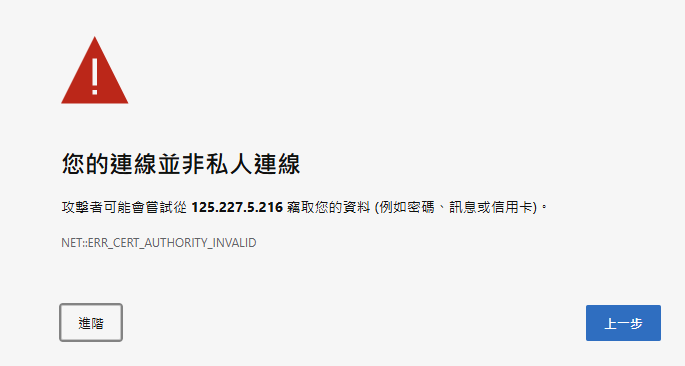 您的連線並非私人連線
攻擊者可能會嘗試從 125.227.5.216 竊取您的資料 (例如密碼、訊息或信用卡)。
NET::ERR_CERT_AUTHORITY_INVALID
進階
上一步